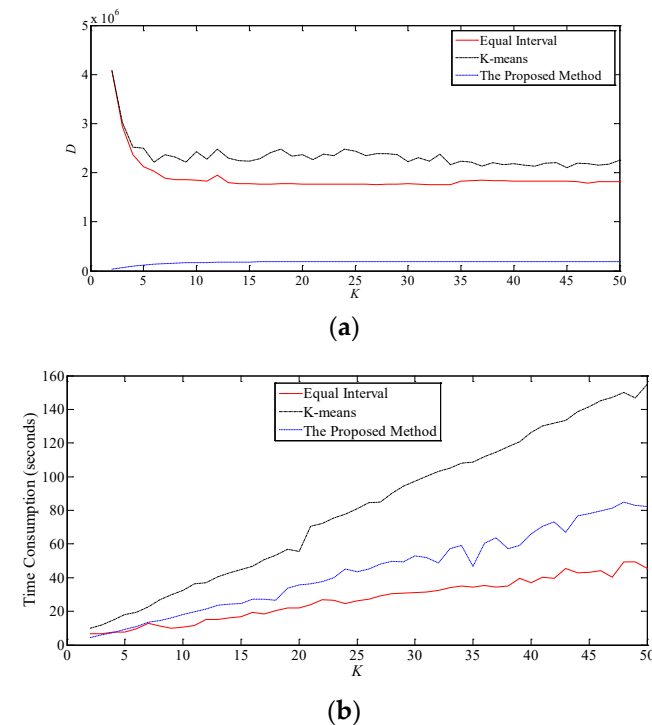 5 × 10⁶
Equal Interval
K-means
The Proposed Method
4
3
D
2
1
0
0 5 10 15 20 25 30 35 40 45 50
K
(a)
160
Equal Interval
K-means
The Proposed Method
140
120
100
Time Consumption (seconds)
80
60
40
20
0
0 5 10 15 20 25 30 35 40 45 50
K
(b)